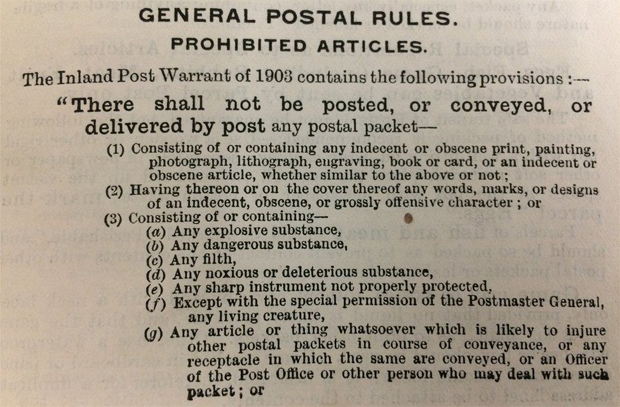 GENERAL POSTAL RULES.
PROHIBITED ARTICLES.
The Inland Post Warrant of 1903 contains the following provisions :—
"There shall not be posted, or conveyed, or
delivered by post any postal packet—
(1) Consisting of or containing any indecent or obscene print, painting,
photograph, lithograph, engraving, book or card, or an indecent or
obscene article, whether similar to the above or not ;
(2) Having thereon or on the cover thereof any words, marks, or designs
of an indecent, obscene, or grossly offensive character ; or
(3) Consisting of or containing—
(a) Any explosive substance,
(b) Any dangerous substance,
(c) Any filth,
(d) Any noxious or deleterious substance,
(e) Any sharp instrument not properly protected,
(f) Except with the special permission of the Postmaster General,
any living creature,
(g) Any article or thing whatsoever which is likely to injure
other postal packets in course of conveyance, or any
receptacle in which the same are conveyed, or an Officer
of the Post Office or other person who may deal with such
packet ; or